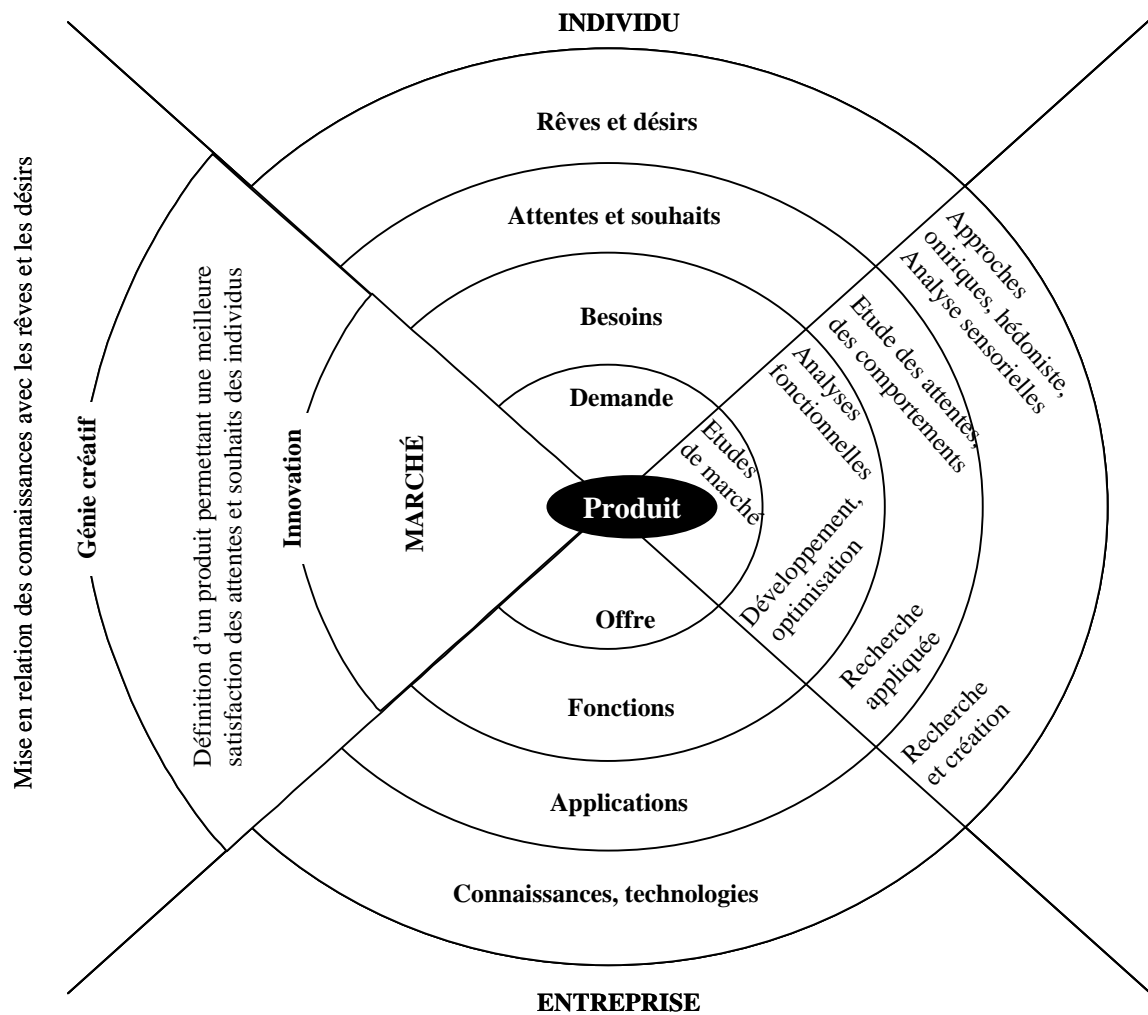 INDIVIDU
Rêves et désirs
Attentes et souhaits
Besoins
Demande
Produit
Offre
Fonctions
Applications
Connaissances, technologies
ENTREPRISE
Mise en relation des connaissances avec les rêves et les désirs
Génie créatif
Définition d'un produit permettant une meilleure
satisfaction des attentes et souhaits des individus
Innovation
MARCHÉ
Etudes
de marché
Analyses
fonctionnelles
Etude des attentes,
des comportements
Approches
oniriques, hédoniste,
Analyse sensorielles
Développement,
optimisation
Recherche
appliquée
Recherche
et création